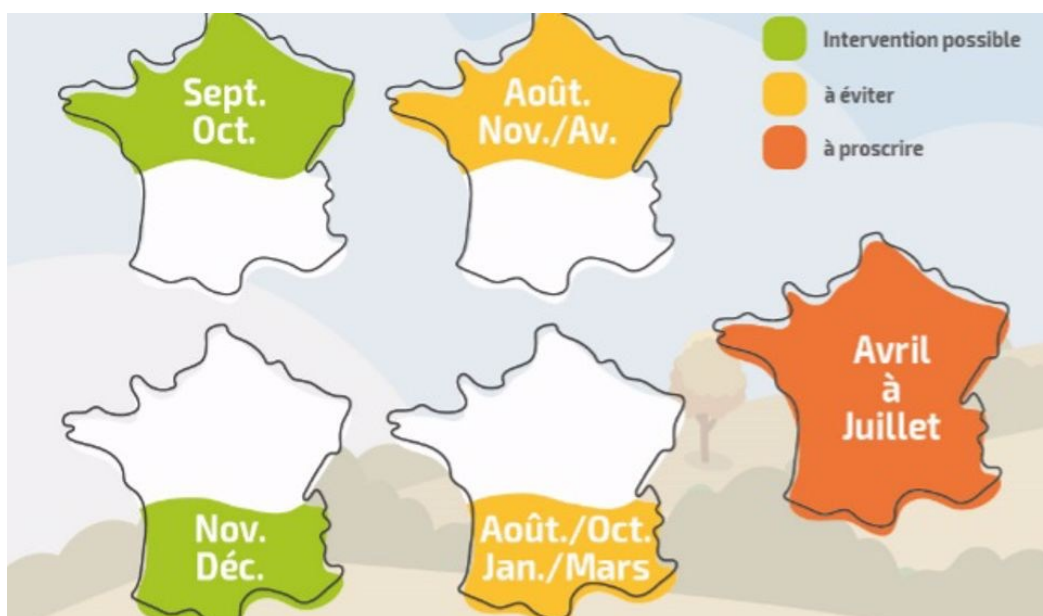 Sept.
Oct.
Août.
Nov./Av.
Intervention possible
à éviter
à proscrire
Avril
à
Juillet
Nov.
Déc.
Août./Oct.
Jan./Mars